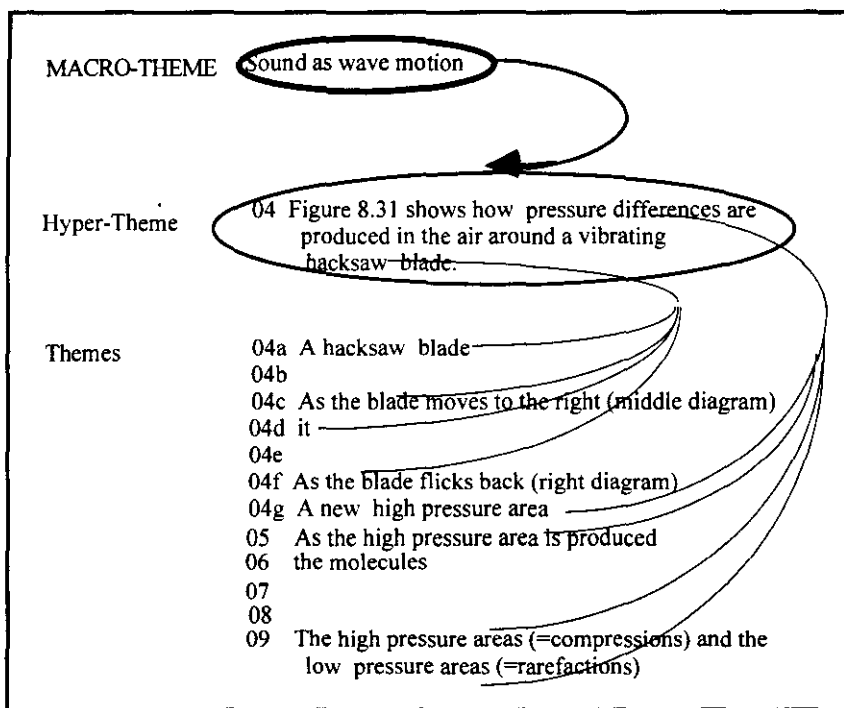 MACRO-THEME Sound as wave motion
Hyper-Theme 04 Figure 8.31 shows how pressure differences are
produced in the air around a vibrating
hacksaw blade.
Themes 04a A hacksaw blade
04b
04c As the blade moves to the right (middle diagram)
04d it
04e
04f As the blade flicks back (right diagram)
04g A new high pressure area
05 As the high pressure area is produced
06 the molecules
07
08
09 The high pressure areas (=compressions) and the
low pressure areas (=rarefactions)